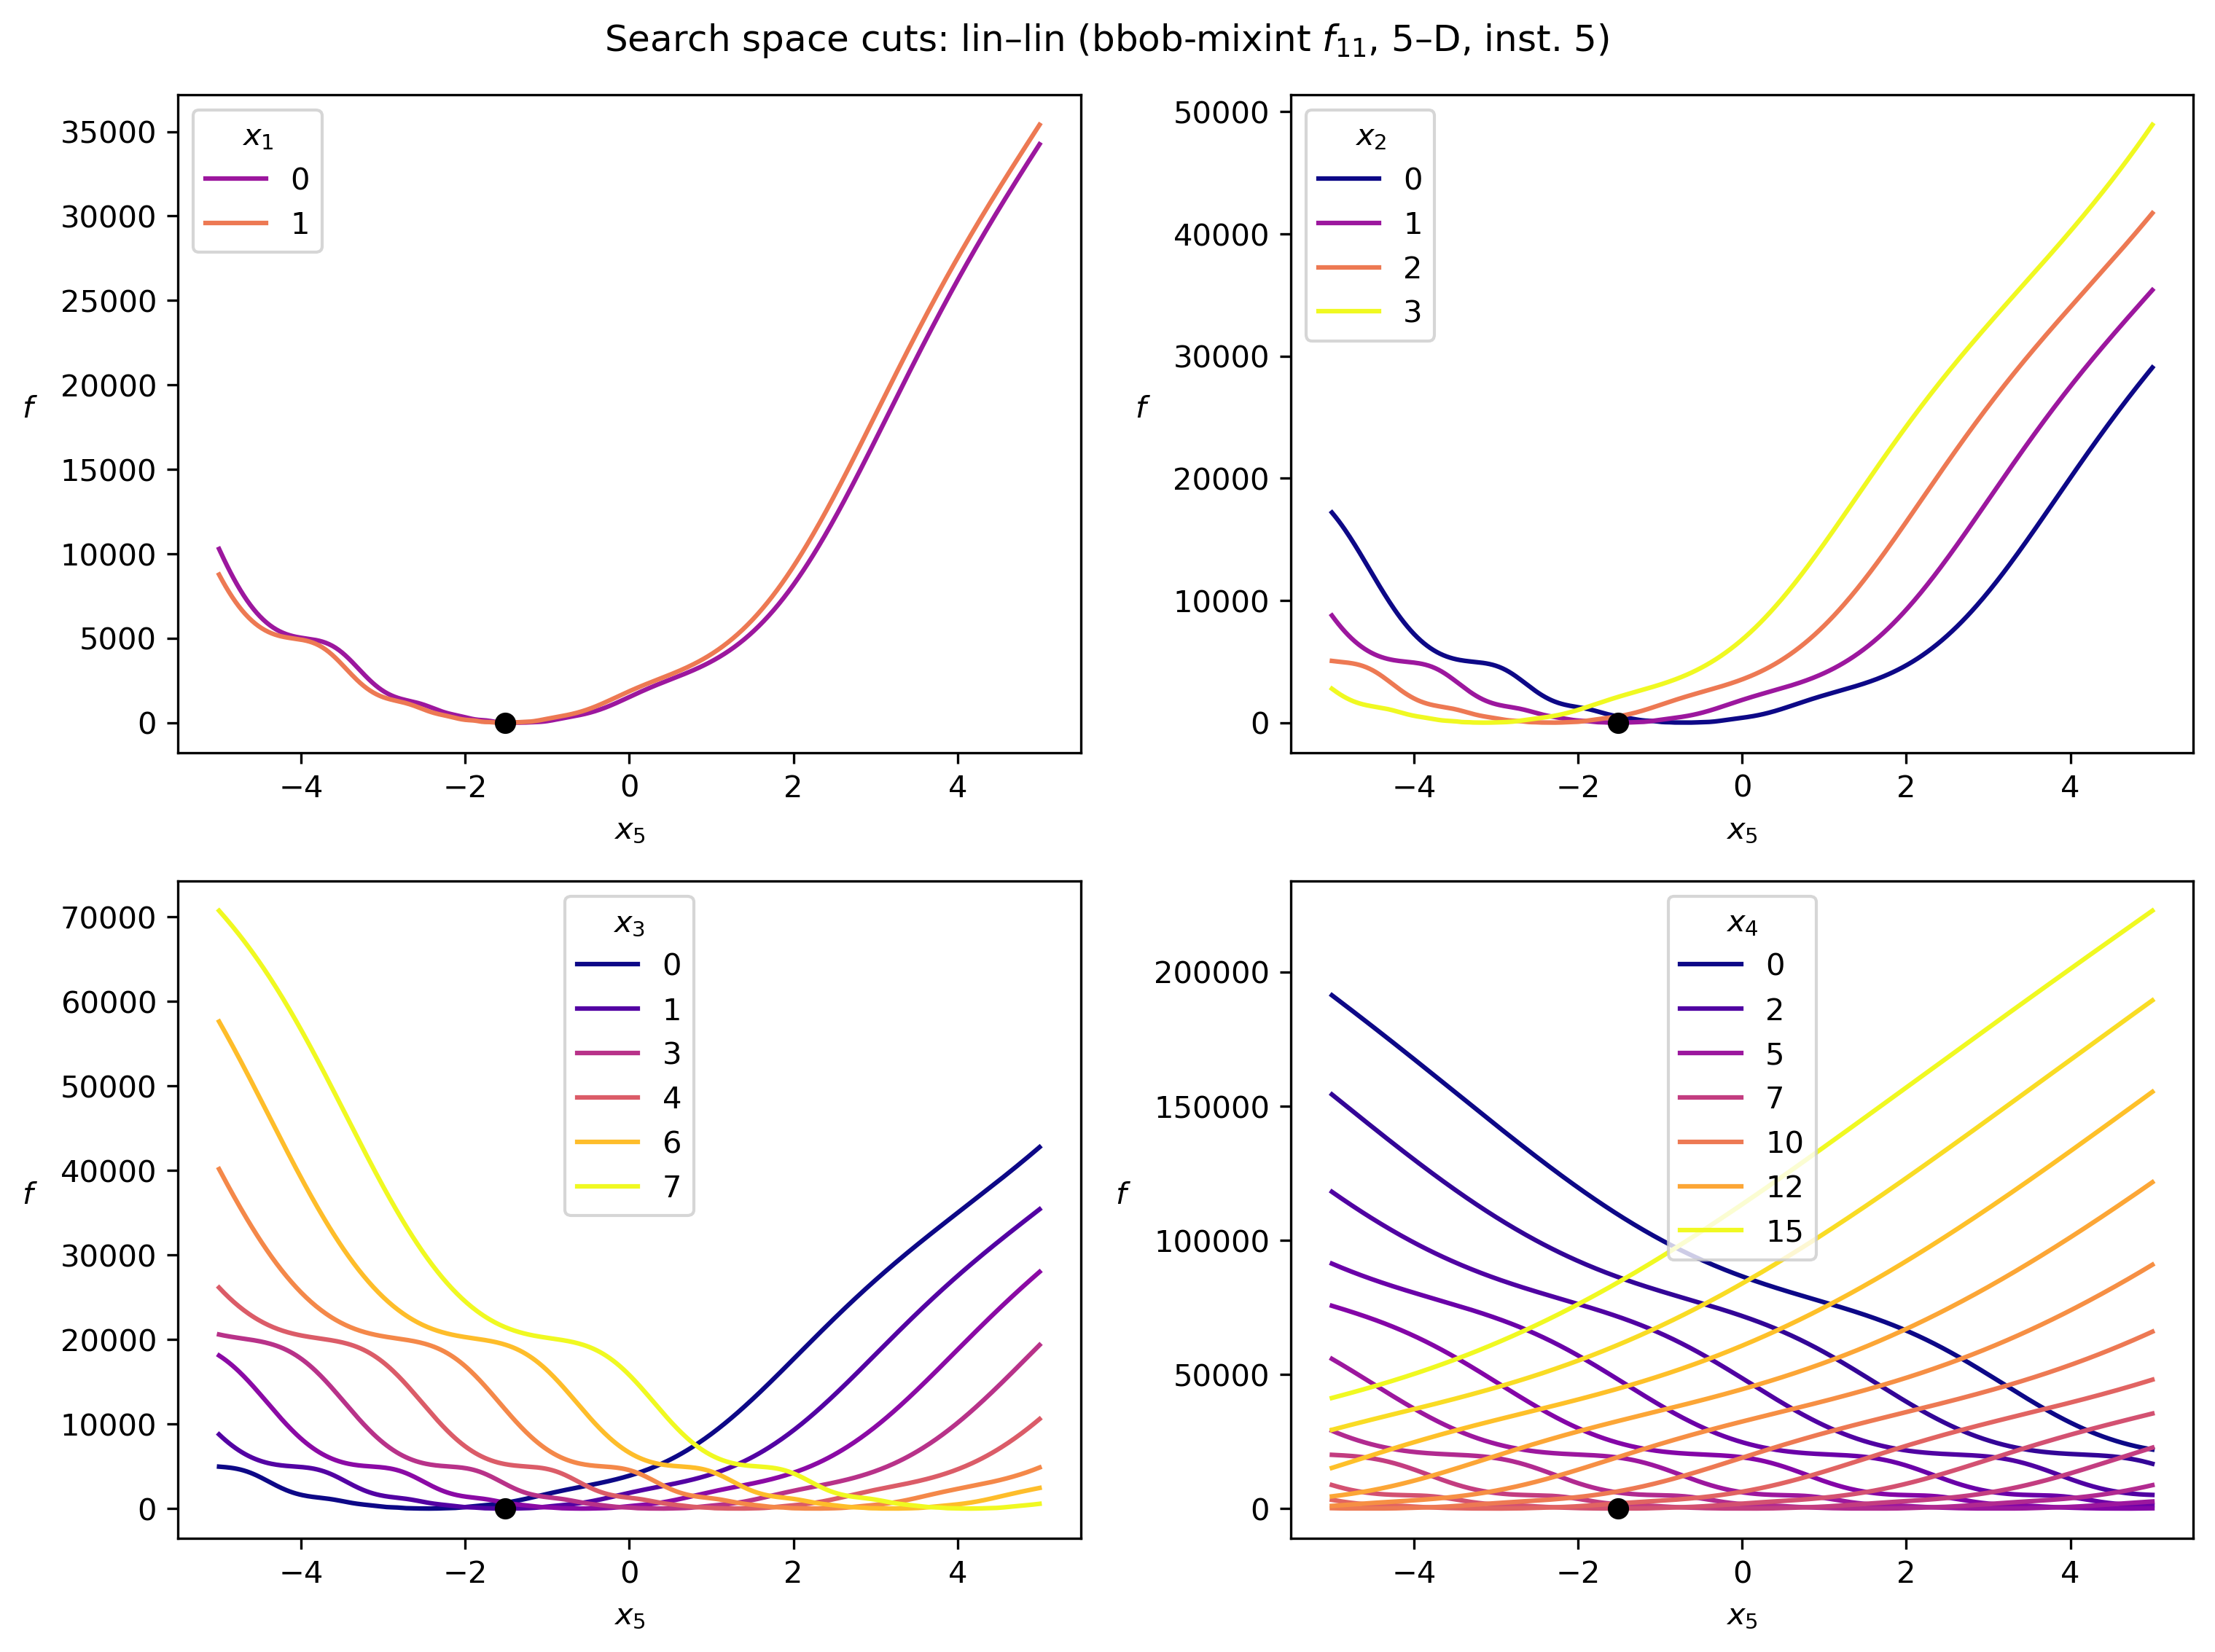 Search space cuts: lin–lin (bbob-mixint f11, 5–D, inst. 5)
x1
0
1
35000
30000
25000
20000
15000
10000
5000
0
f
−4 −2 0 2 4
x5
x2
0
1
2
3
50000
40000
30000
20000
10000
0
f
−4 −2 0 2 4
x5
x3
0
1
3
4
6
7
70000
60000
50000
40000
30000
20000
10000
0
f
−4 −2 0 2 4
x5
x4
0
2
5
7
10
12
15
200000
150000
100000
50000
0
f
−4 −2 0 2 4
x5